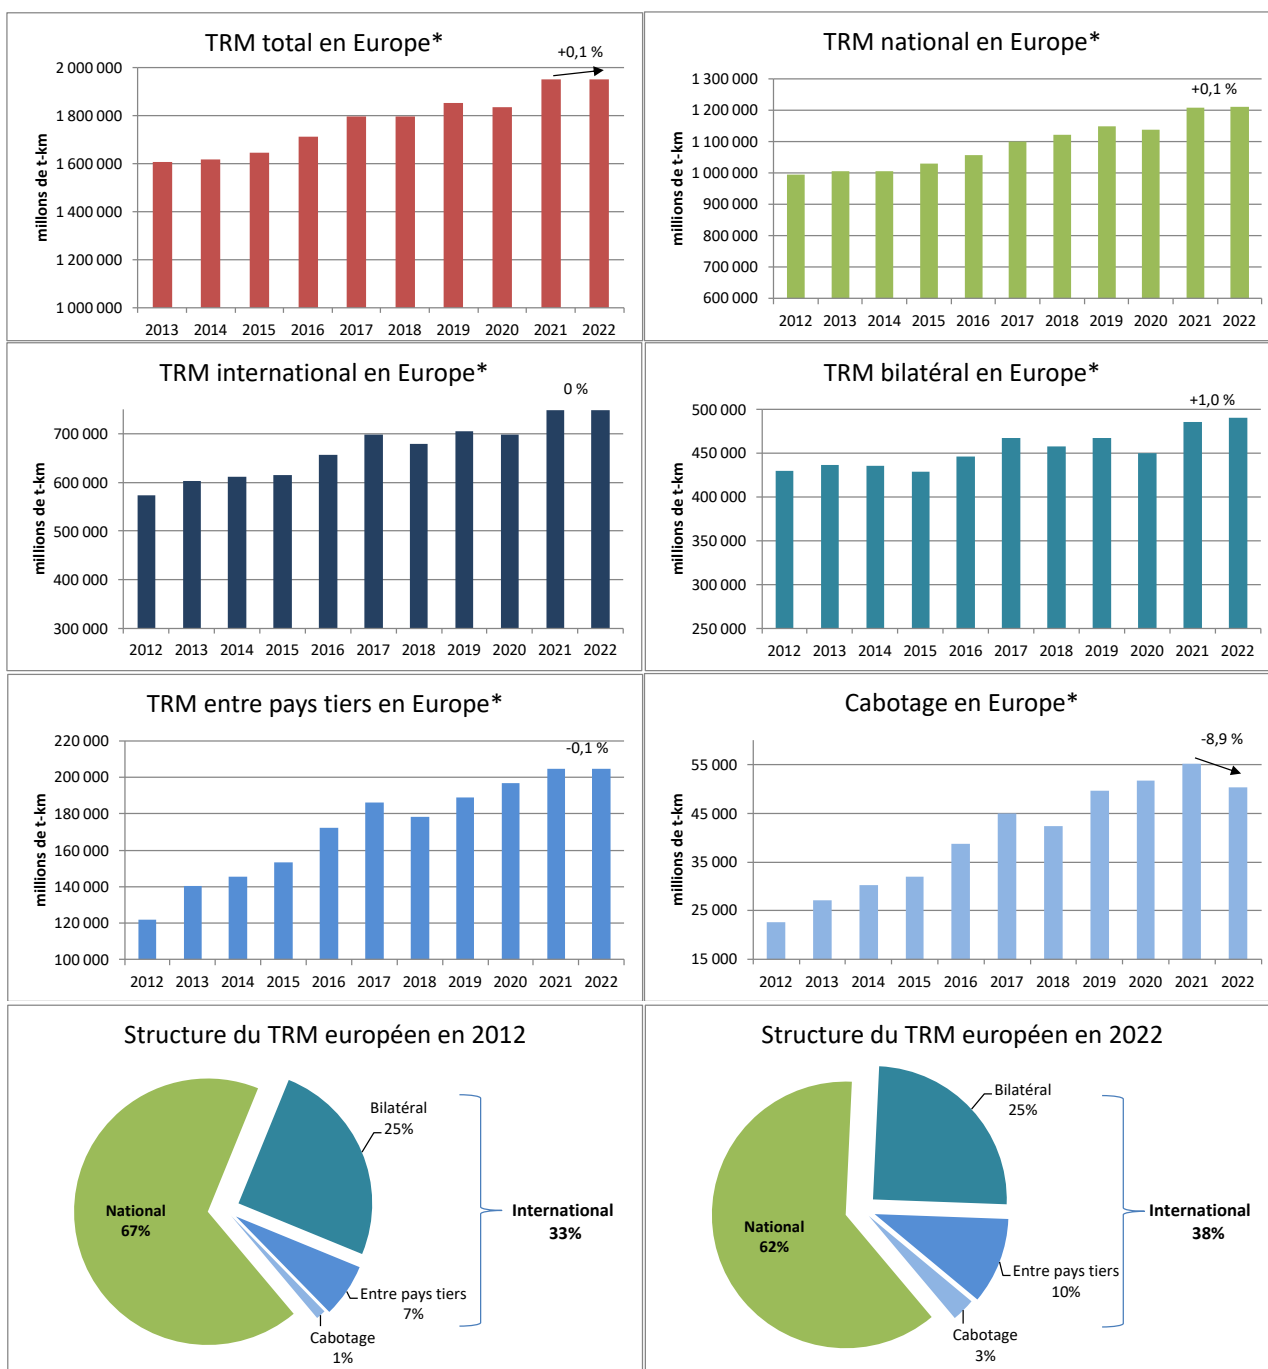 TRM total en Europe*
+0,1 %
millons de t-km
2 000 000
1 800 000
1 600 000
1 400 000
1 200 000
1 000 000
2013 2014 2015 2016 2017 2018 2019 2020 2021 2022
TRM national en Europe*
+0,1 %
millions de t-km
1 300 000
1 200 000
1 100 000
1 000 000
900 000
800 000
700 000
600 000
2012 2013 2014 2015 2016 2017 2018 2019 2020 2021 2022
TRM international en Europe*
0 %
millions de t-km
700 000
600 000
500 000
400 000
300 000
2012 2013 2014 2015 2016 2017 2018 2019 2020 2021 2022
TRM bilatéral en Europe*
+1,0 %
millions de t-km
500 000
450 000
400 000
350 000
300 000
250 000
2012 2013 2014 2015 2016 2017 2018 2019 2020 2021 2022
TRM entre pays tiers en Europe*
-0,1 %
millions de t-km
220 000
200 000
180 000
160 000
140 000
120 000
100 000
2012 2013 2014 2015 2016 2017 2018 2019 2020 2021 2022
Cabotage en Europe*
-8,9 %
millions de t-km
55 000
45 000
35 000
25 000
15 000
2012 2013 2014 2015 2016 2017 2018 2019 2020 2021 2022
Structure du TRM européen en 2012
Bilatéral
25%
National
67%
International
33%
Entre pays tiers
7%
Cabotage
1%
Structure du TRM européen en 2022
Bilatéral
25%
National
62%
International
38%
Entre pays tiers
10%
Cabotage
3%